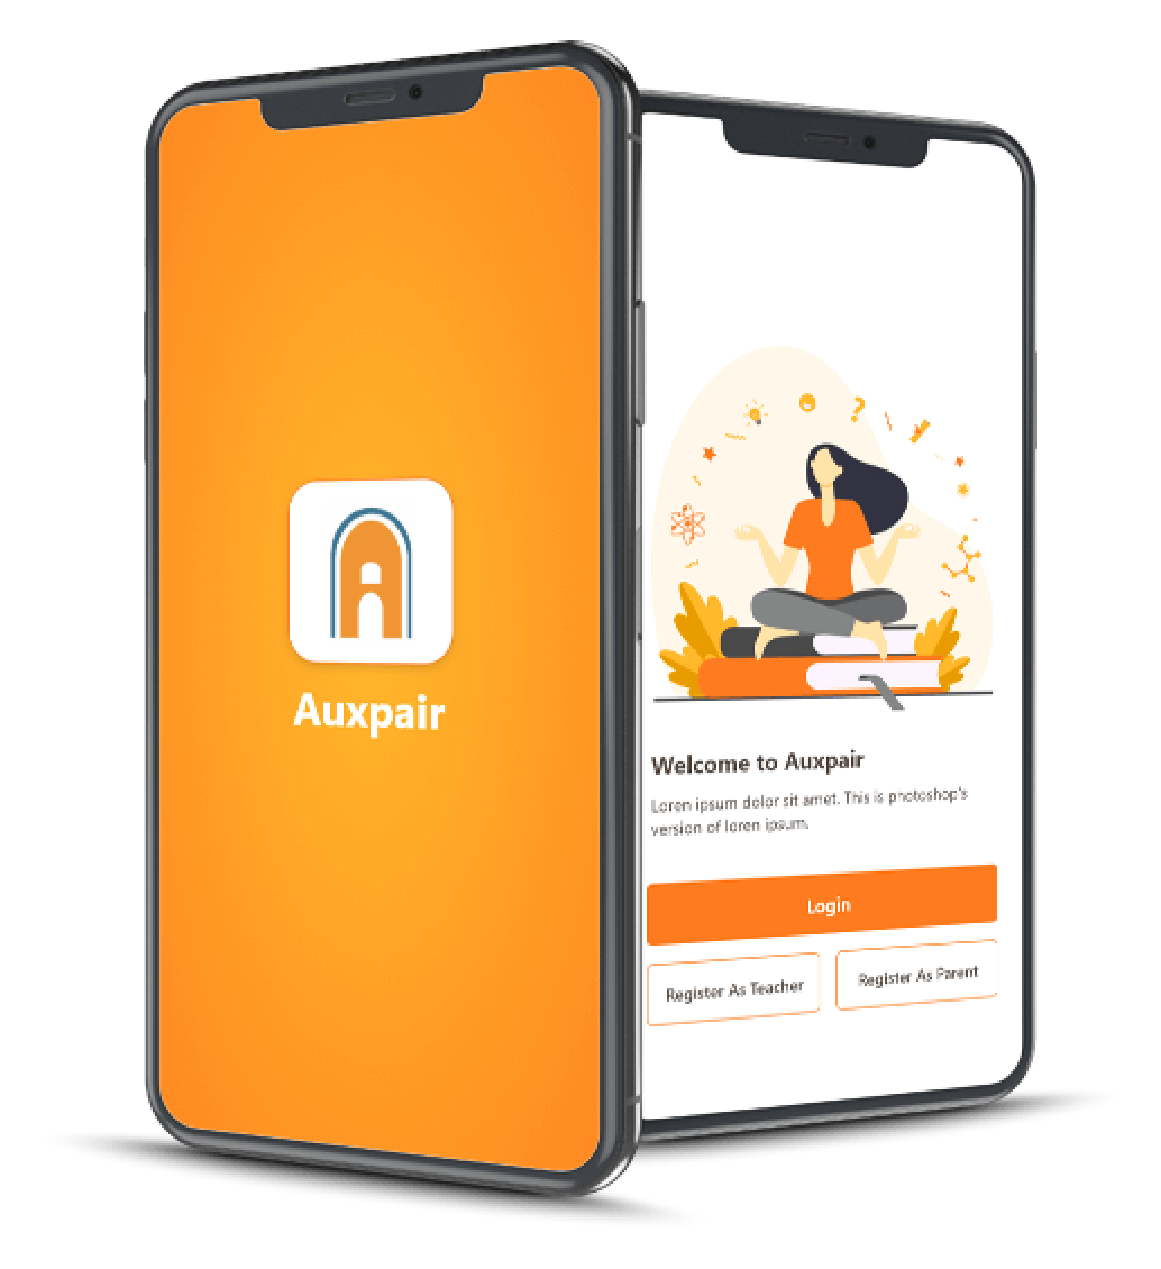 Auxpair
Welcome to Auxpair
Loren ipsum dolor sit amet. This is photoshop's
version of loren ipsum.
Login
Register As Teacher
Register As Parent